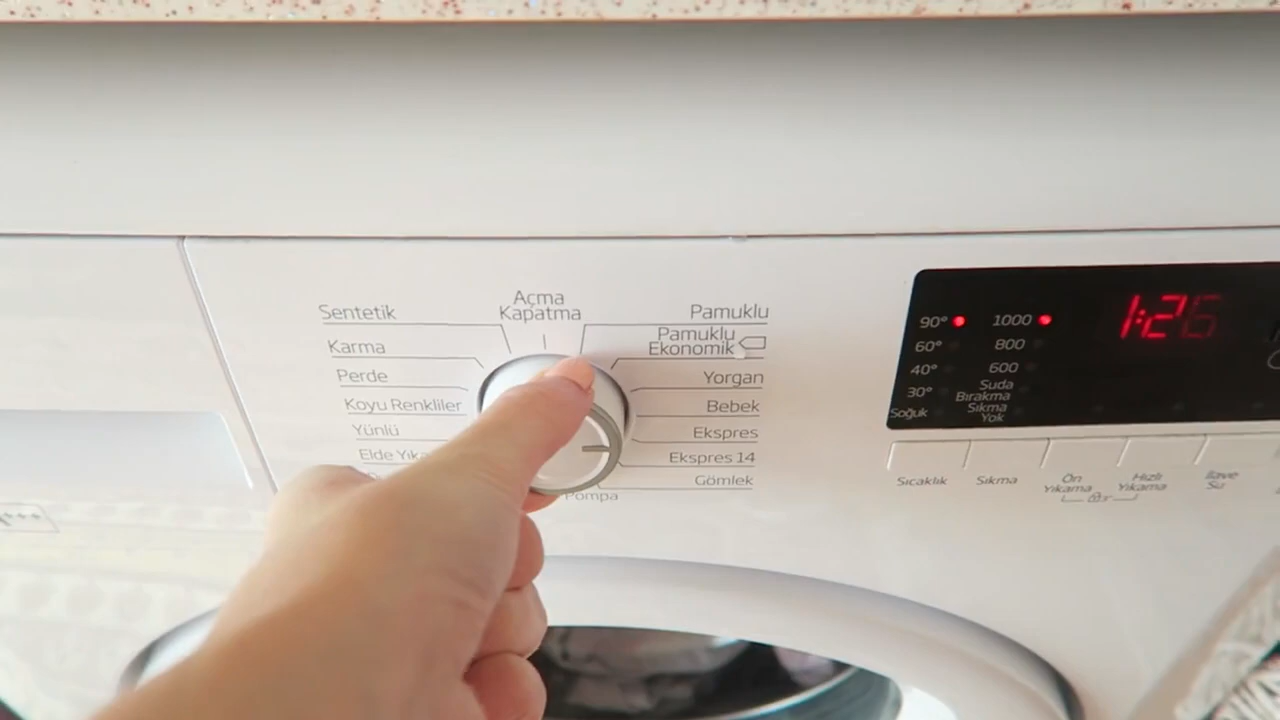 Açma
Kapatma
Sentetik
Karma
Perde
Koyu Renkliler
Yünlü
Pamuklu
Pamuklu
Ekonomik
Yorgan
Bebek
Ekspres
Ekspres 14
Gömlek
Pompa
90°
60°
40°
30°
Soğuk
1000
800
600
Suda
Bırakma
Sıkma
Yok
1:26
Sıcaklık
Sıkma
Ön
Yıkama
Hızlı
Yıkama
İlave
Su